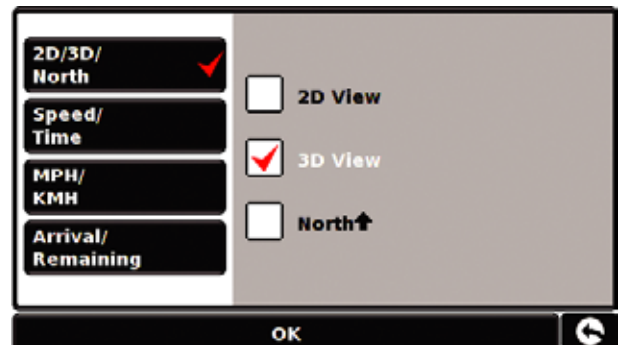 2D/3D/
North
Speed/
Time
MPH/
KMH
Arrival/
Remaining
2D View
3D View
North⬆
OK